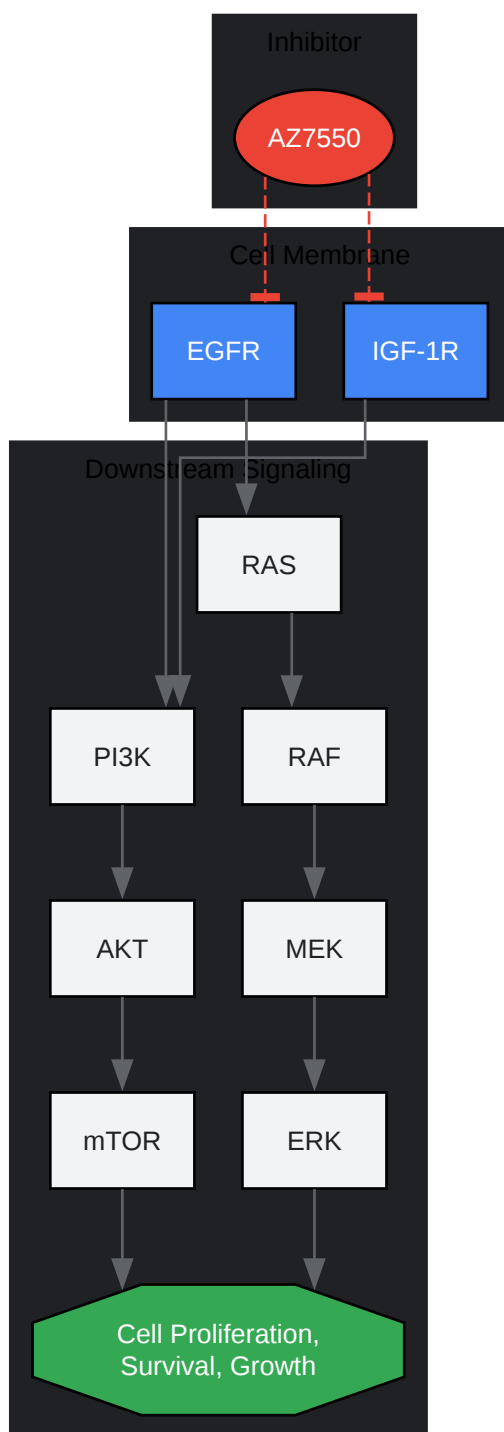 Inhibitor
AZ7550
Cell Membrane
EGFR
IGF-1R
Downstream Signaling
RAS
PI3K
RAF
AKT
MEK
mTOR
ERK
Cell Proliferation,
Survival, Growth